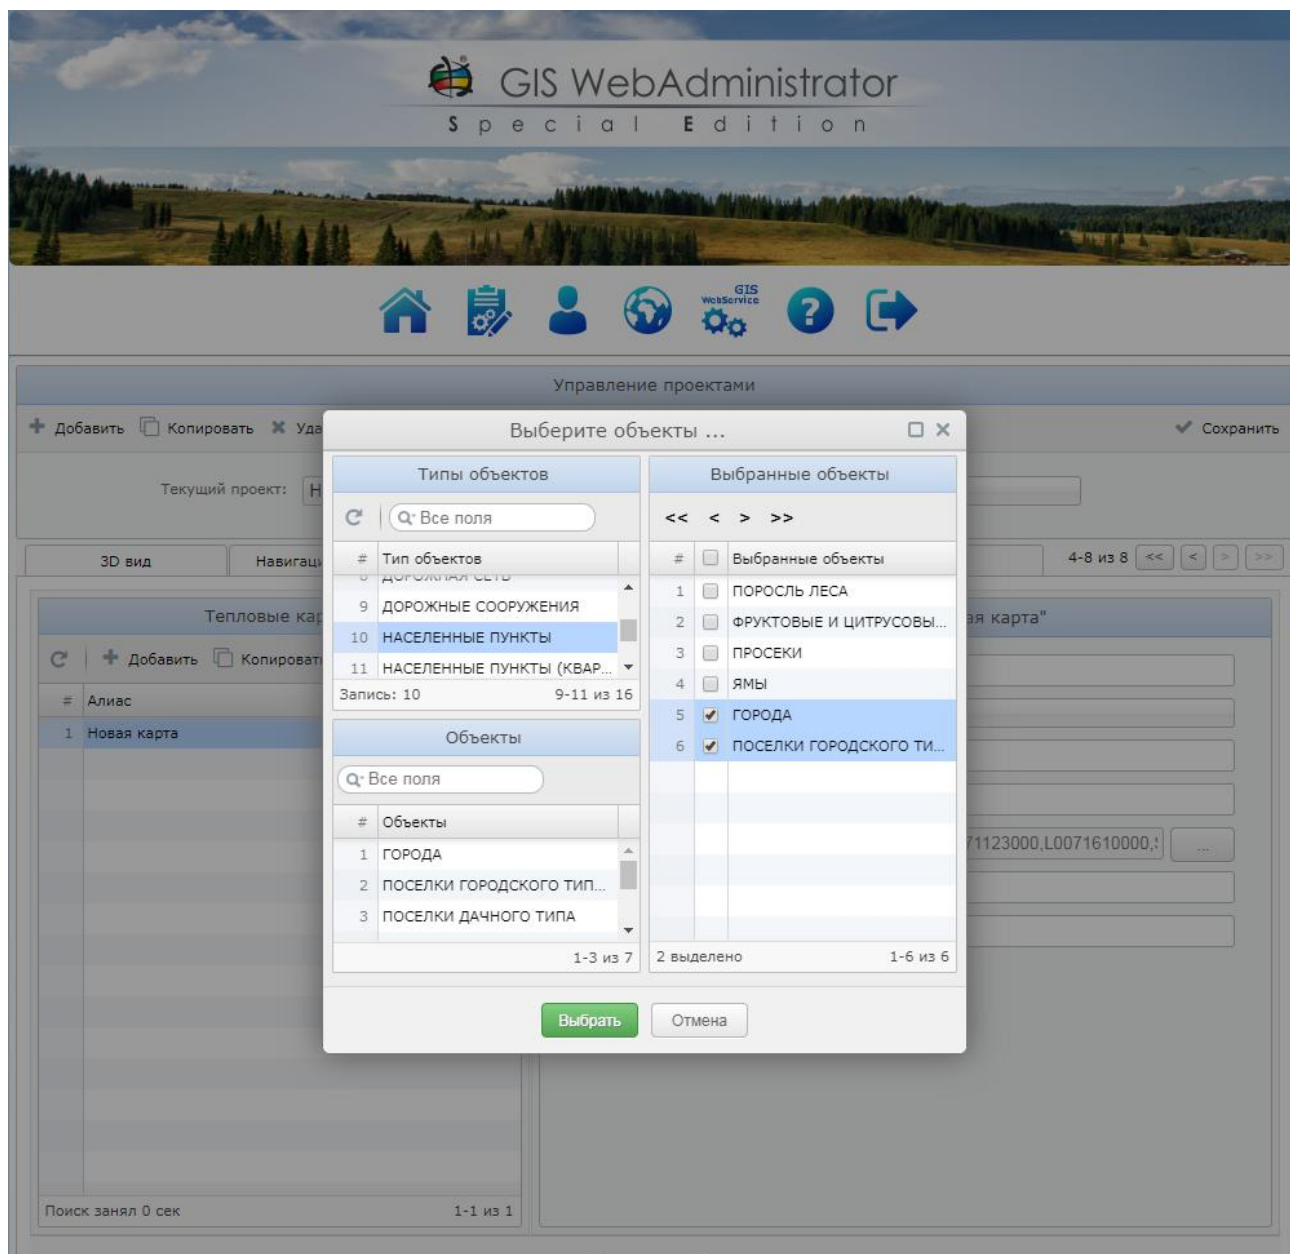 GIS WebAdministrator
Special Edition
GIS
WebService
Управление проектами
Добавить Копировать Сохранить
Текущий проект:
3D вид
4-8 из 8 << < > >>
Тепловые
Добавить
# Алиас
1 Новая карта
Поиск занял 0 сек 1-1 из 1
карта"
71123000,L0071610000,
...
Выберите объекты ...
Типы объектов
Все поля
# Тип объектов
ДОРОЖНАЯ СЕТЬ
9 ДОРОЖНЫЕ СООРУЖЕНИЯ
10 НАСЕЛЕННЫЕ ПУНКТЫ
11 НАСЕЛЕННЫЕ ПУНКТЫ (КВАР...
Запись: 10 9-11 из 16
Объекты
Все поля
# Объекты
1 ГОРОДА
2 ПОСЕЛКИ ГОРОДСКОГО ТИП...
3 ПОСЕЛКИ ДАЧНОГО ТИПА
1-3 из 7
Выбранные объекты
<< < > >>
# Выбранные объекты
1 ПОРОСЛЬ ЛЕСА
2 ФРУКТОВЫЕ И ЦИТРУСОВЫ...
3 ПРОСЕКИ
4 ЯМЫ
5 ГОРОДА
6 ПОСЕЛКИ ГОРОДСКОГО ТИ...
2 выделено 1-6 из 6
Выбрать Отмена